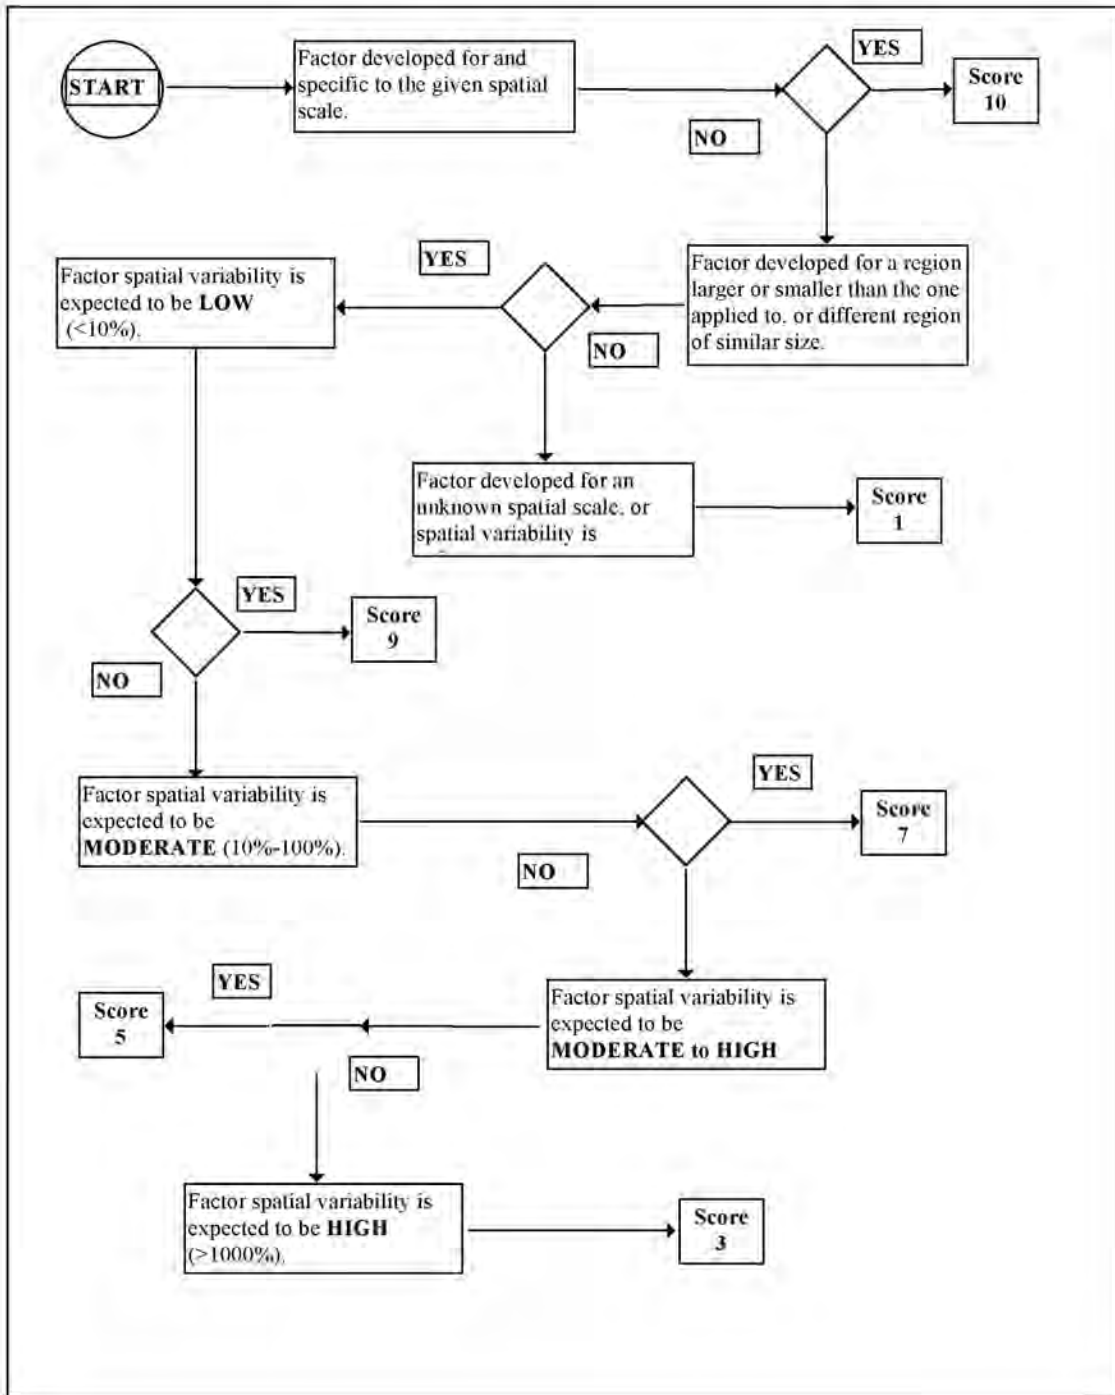 START
Factor developed for and
specific to the given spatial
scale.
YES
Score
10
NO
Factor developed for a region
larger or smaller than the one
applied to, or different region
of similar size.
YES
NO
Factor spatial variability is
expected to be LOW
(<10%).
Factor developed for an
unknown spatial scale, or
spatial variability is
Score
1
YES
Score
9
NO
Factor spatial variability is
expected to be
MODERATE (10%-100%).
YES
Score
7
NO
Factor spatial variability is
expected to be
MODERATE to HIGH
YES
Score
5
NO
Factor spatial variability is
expected to be HIGH
(>1000%).
Score
3